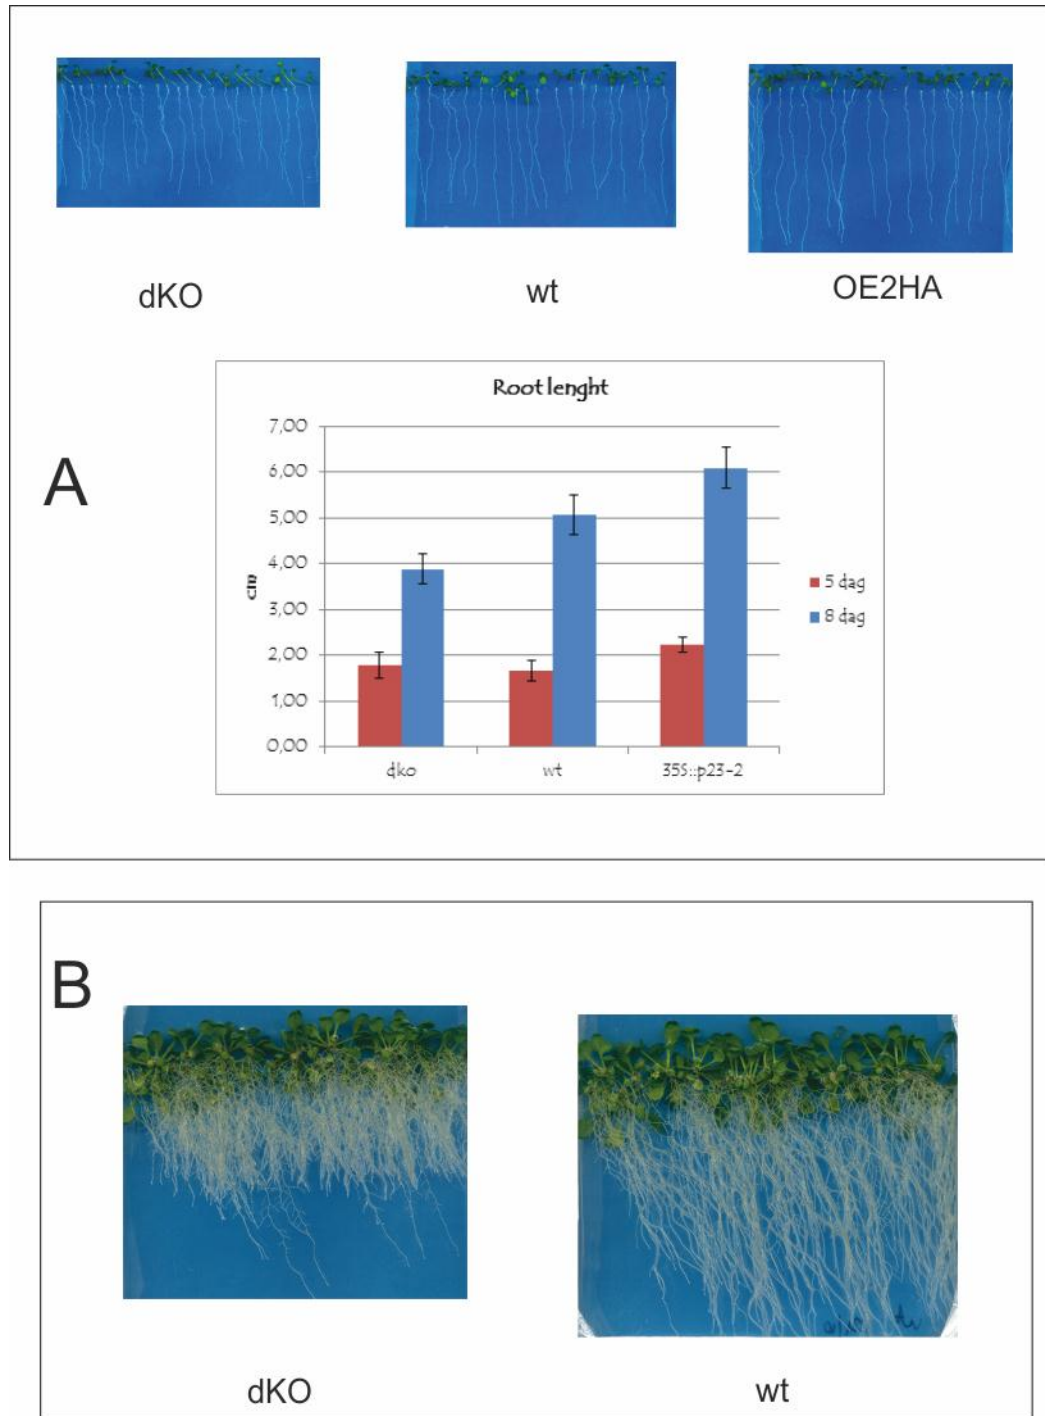 dKO
wt
OE2HA
A
Root lenght
7,00
6,00
5,00
4,00
3,00
2,00
1,00
0,00
cm
dko
wt
35S::p23-2
5 dag
8 dag
B
dKO
wt